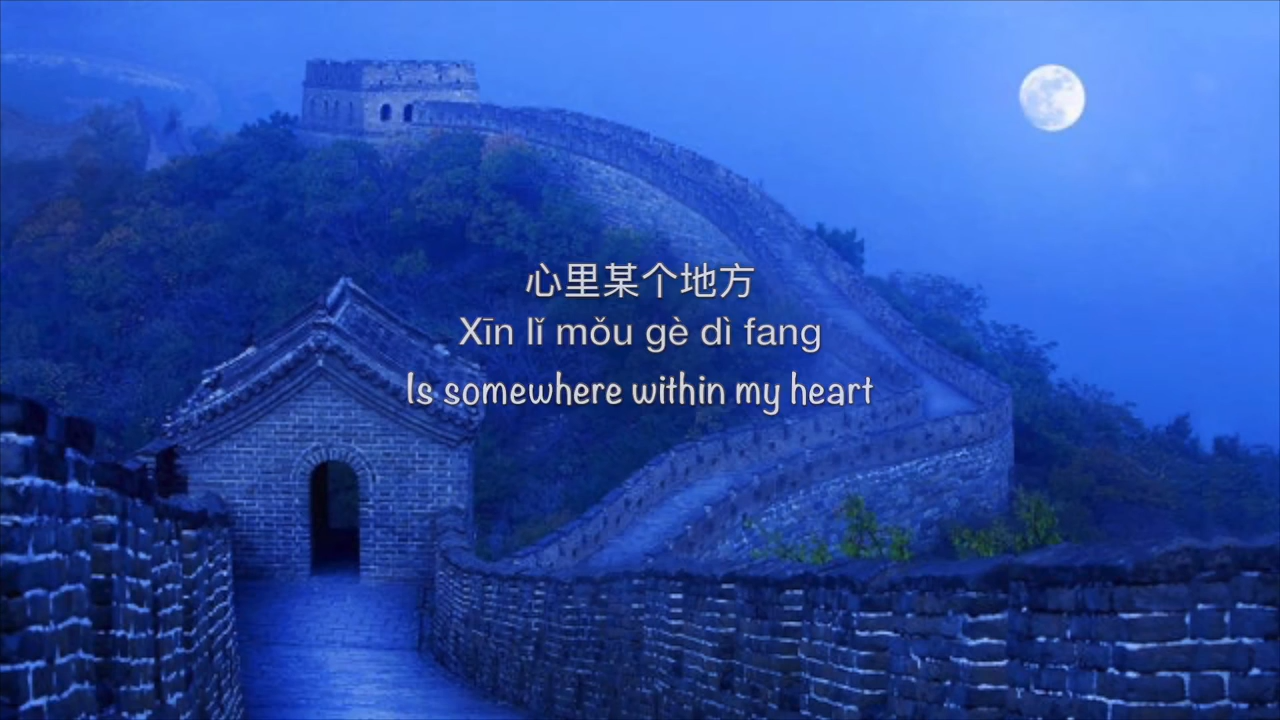 心里某个地方
Xīn lǐ mǒu gè dì fang
Is somewhere within my heart